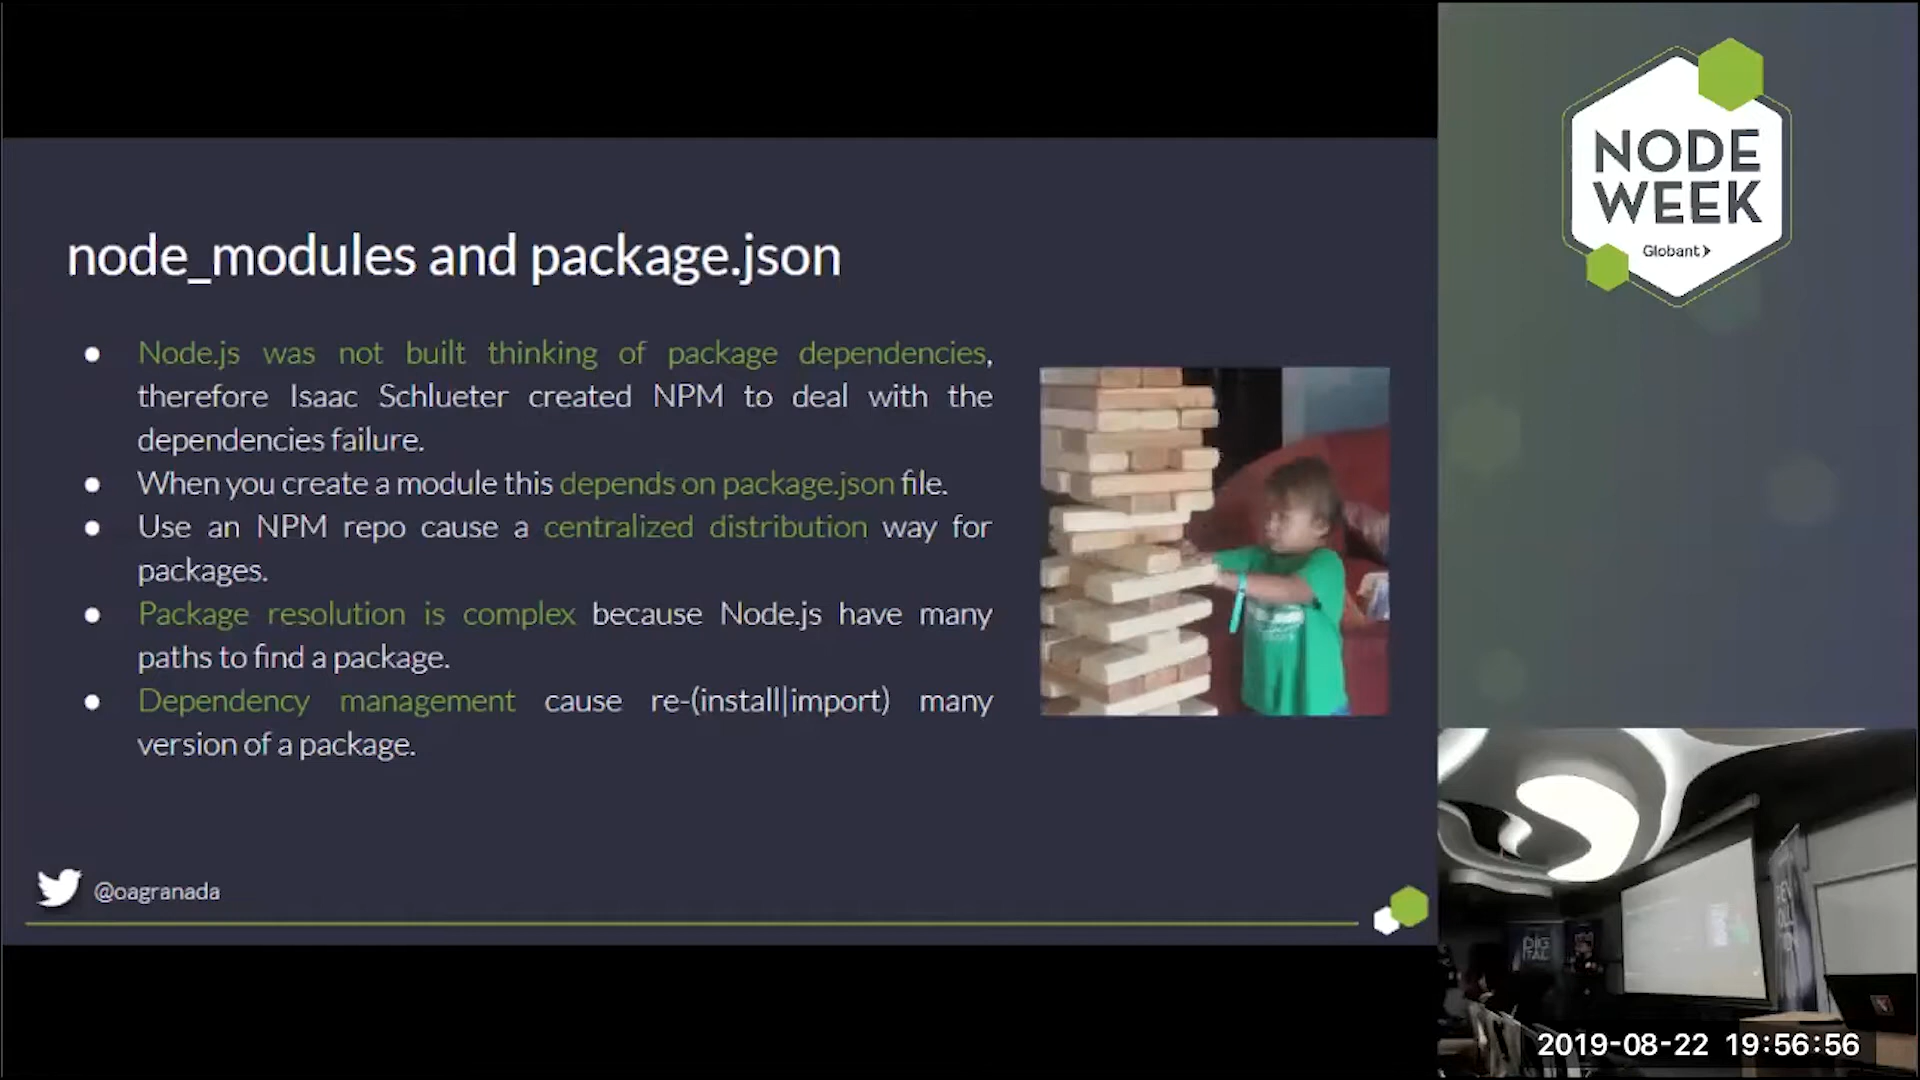 node_modules and package.json
Node.js was not built thinking of package dependencies,
therefore Isaac Schlueter created NPM to deal with the
dependencies failure.
When you create a module this depends on package.json file.
Use an NPM repo cause a centralized distribution way for
packages.
Package resolution is complex because Node.js have many
paths to find a package.
Dependency management cause re-(install|import) many
version of a package.
@oagranada
NODE
WEEK
Globant
DIG
ITAL
2019-08-22 19:56:56